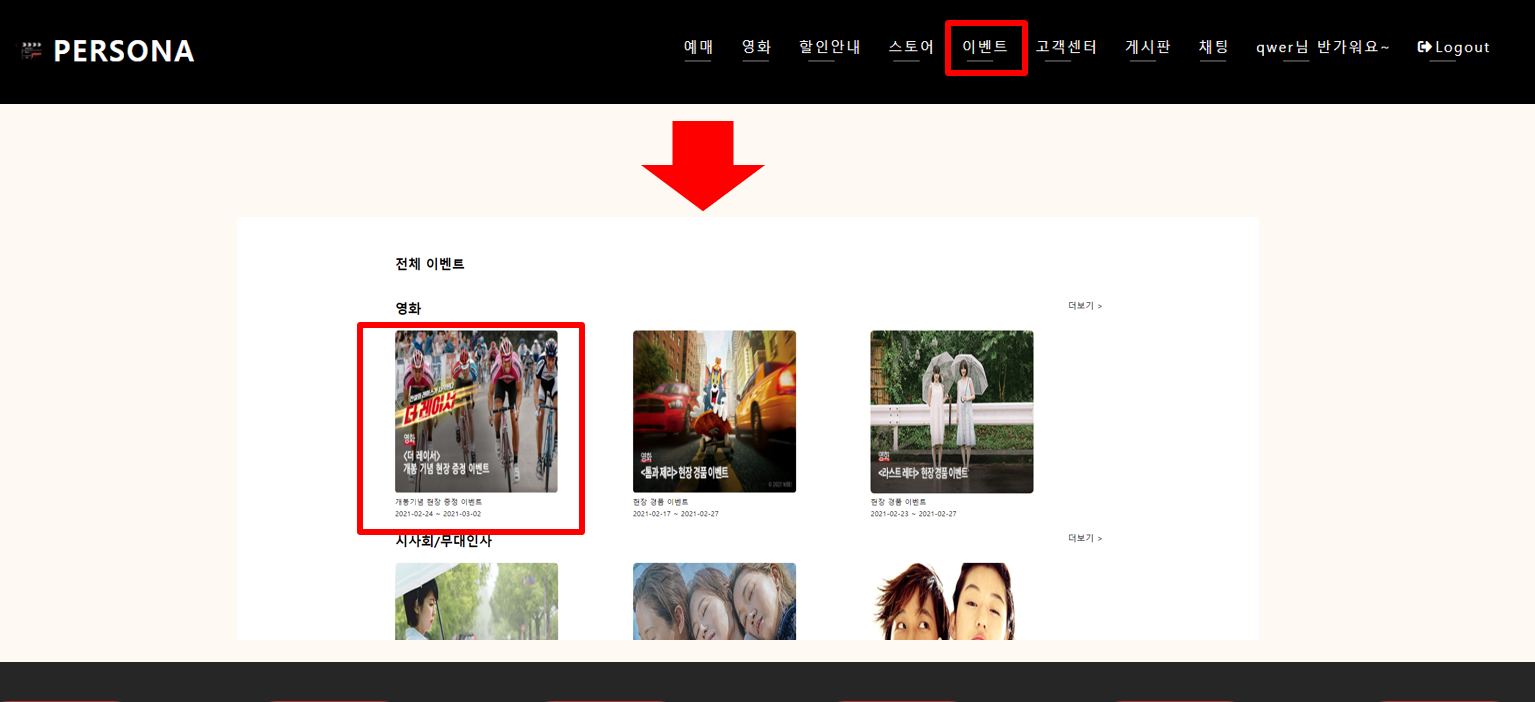 PERSONA
예매 영화 할인안내 스토어 이벤트 고객센터 게시판 채팅 qwer님 반가워요~ Logout
전체 이벤트
영화
더보기 >
더 레이서
영화
<더 레이서>
개봉 기념 현장 증정 이벤트
개봉기념 현장 증정 이벤트
2021-02-24 ~ 2021-03-02
영화
<톰과 제리> 현장 경품 이벤트
현장 경품 이벤트
2021-02-17 ~ 2021-02-27
영화
<라스트 레터> 현장 경품 이벤트
현장 경품 이벤트
2021-02-23 ~ 2021-02-27
시사회/무대인사
더보기 >